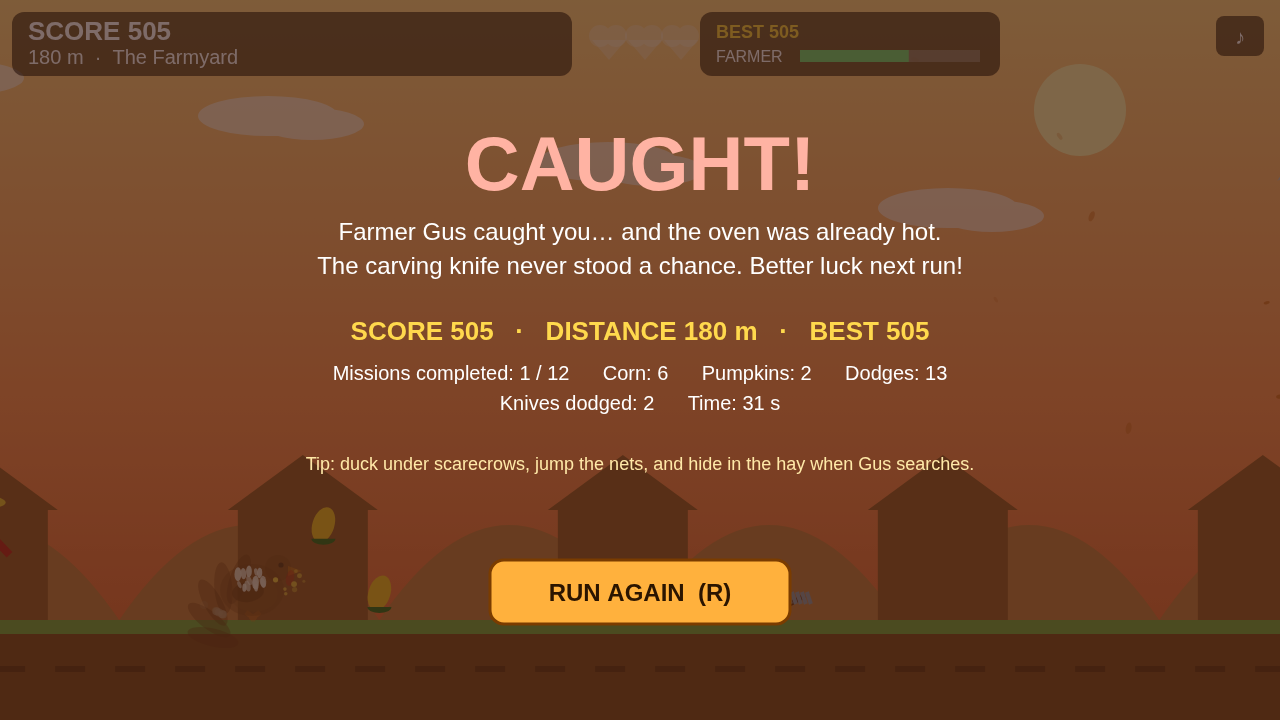 SCORE 505
180 m · The Farmyard
BEST 505
FARMER
♪
CAUGHT!
Farmer Gus caught you… and the oven was already hot.
The carving knife never stood a chance. Better luck next run!
SCORE 505 · DISTANCE 180 m · BEST 505
Missions completed: 1 / 12 Corn: 6 Pumpkins: 2 Dodges: 13
Knives dodged: 2 Time: 31 s
Tip: duck under scarecrows, jump the nets, and hide in the hay when Gus searches.
RUN AGAIN (R)